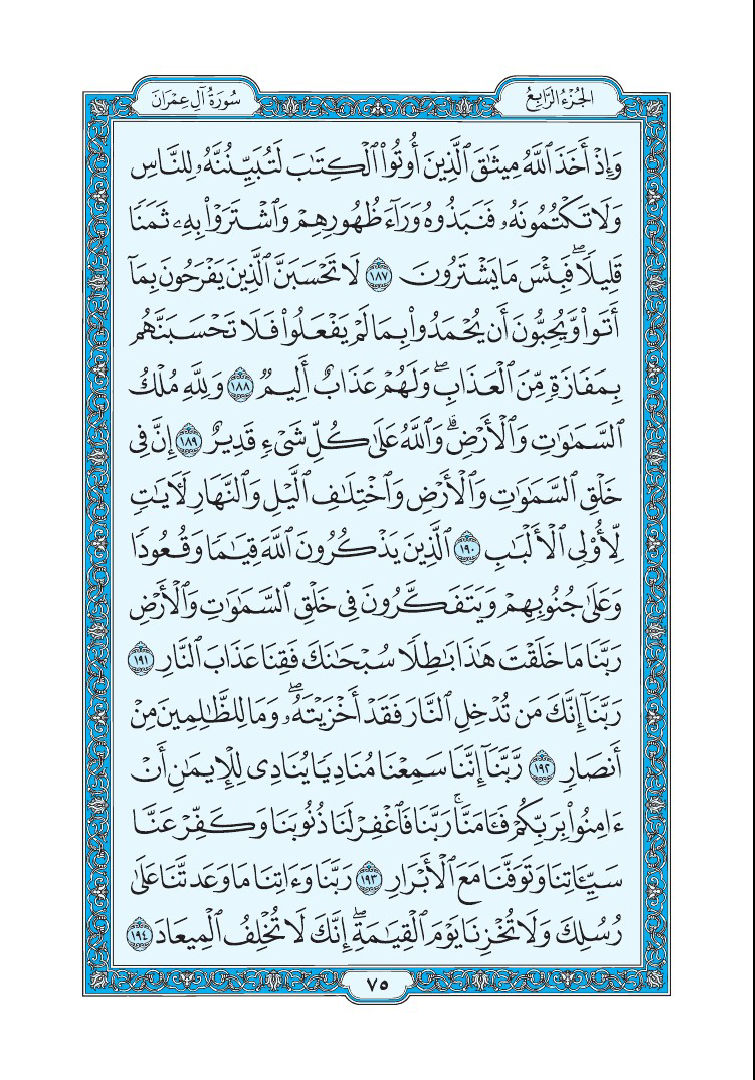 الجُزْءُ الرَّابِعُ
سُورَةُ آلِ عِمْرَانَ
وَإِذْ أَخَذَ ٱللَّهُ مِيثَٰقَ ٱلَّذِينَ أُوتُوا۟ ٱلْكِتَٰبَ لَتُبَيِّنُنَّهُۥ لِلنَّاسِ
وَلَا تَكْتُمُونَهُۥ فَنَبَذُوهُ وَرَآءَ ظُهُورِهِمْ وَٱشْتَرَوْا۟ بِهِۦ ثَمَنًا
قَلِيلًا ۖ فَبِئْسَ مَا يَشْتَرُونَ ١٨٧ لَا تَحْسَبَنَّ ٱلَّذِينَ يَفْرَحُونَ بِمَآ
أَتَوا۟ وَّيُحِبُّونَ أَن يُحْمَدُوا۟ بِمَا لَمْ يَفْعَلُوا۟ فَلَا تَحْسَبَنَّهُم
بِمَفَازَةٍ مِّنَ ٱلْعَذَابِ ۖ وَلَهُمْ عَذَابٌ أَلِيمٌ ١٨٨ وَلِلَّهِ مُلْكُ
ٱلسَّمَٰوَٰتِ وَٱلْأَرْضِ ۗ وَٱللَّهُ عَلَىٰ كُلِّ شَىْءٍ قَدِيرٌ ١٨٩ إِنَّ فِى
خَلْقِ ٱلسَّمَٰوَٰتِ وَٱلْأَرْضِ وَٱخْتِلَٰفِ ٱلَّيْلِ وَٱلنَّهَارِ لَءَايَٰتٍ
لِّأُو۟لِى ٱلْأَلْبَٰبِ ١٩٠ ٱلَّذِينَ يَذْكُرُونَ ٱللَّهَ قِيَٰمًا وَقُعُودًا
وَعَلَىٰ جُنُوبِهِمْ وَيَتَفَكَّرُونَ فِى خَلْقِ ٱلسَّمَٰوَٰتِ وَٱلْأَرْضِ
رَبَّنَا مَا خَلَقْتَ هَٰذَا بَٰطِلًا سُبْحَٰنَكَ فَقِنَا عَذَابَ ٱلنَّارِ ١٩١
رَبَّنَآ إِنَّكَ مَن تُدْخِلِ ٱلنَّارَ فَقَدْ أَخْزَيْتَهُۥ ۖ وَمَا لِلظَّٰلِمِينَ مِنْ
أَنصَارٍ ١٩٢ رَّبَّنَآ إِنَّنَا سَمِعْنَا مُنَادِيًا يُنَادِى لِلْإِيمَٰنِ أَنْ
ءَامِنُوا۟ بِرَبِّكُمْ فَـَٔامَنَّا ۚ رَبَّنَا فَٱغْفِرْ لَنَا ذُنُوبَنَا وَكَفِّرْ عَنَّا
سَيِّـَٔاتِنَا وَتَوَفَّنَا مَعَ ٱلْأَبْرَارِ ١٩٣ رَبَّنَا وَءَاتِنَا مَا وَعَدتَّنَا عَلَىٰ
رُسُلِكَ وَلَا تُخْزِنَا يَوْمَ ٱلْقِيَٰمَةِ ۖ إِنَّكَ لَا تُخْلِفُ ٱلْمِيعَادَ ١٩٤
٧٥